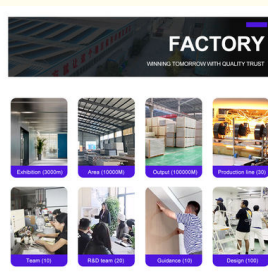 FACTORY
WINNING TOMORROW WITH QUALITY TRUST
Exhibition (3000m)
Area (10000M)
Output (100000M)
Production line (30)
Team (10)
R&D team (20)
Guidance (10)
Design (100)